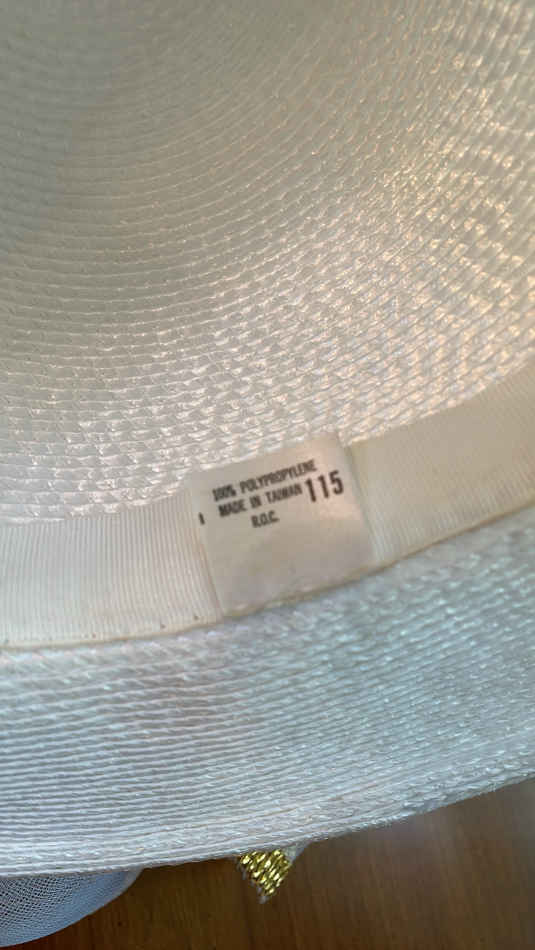 100% POLYPROPYLENE
MADE IN TAIWAN 115
R.O.C.